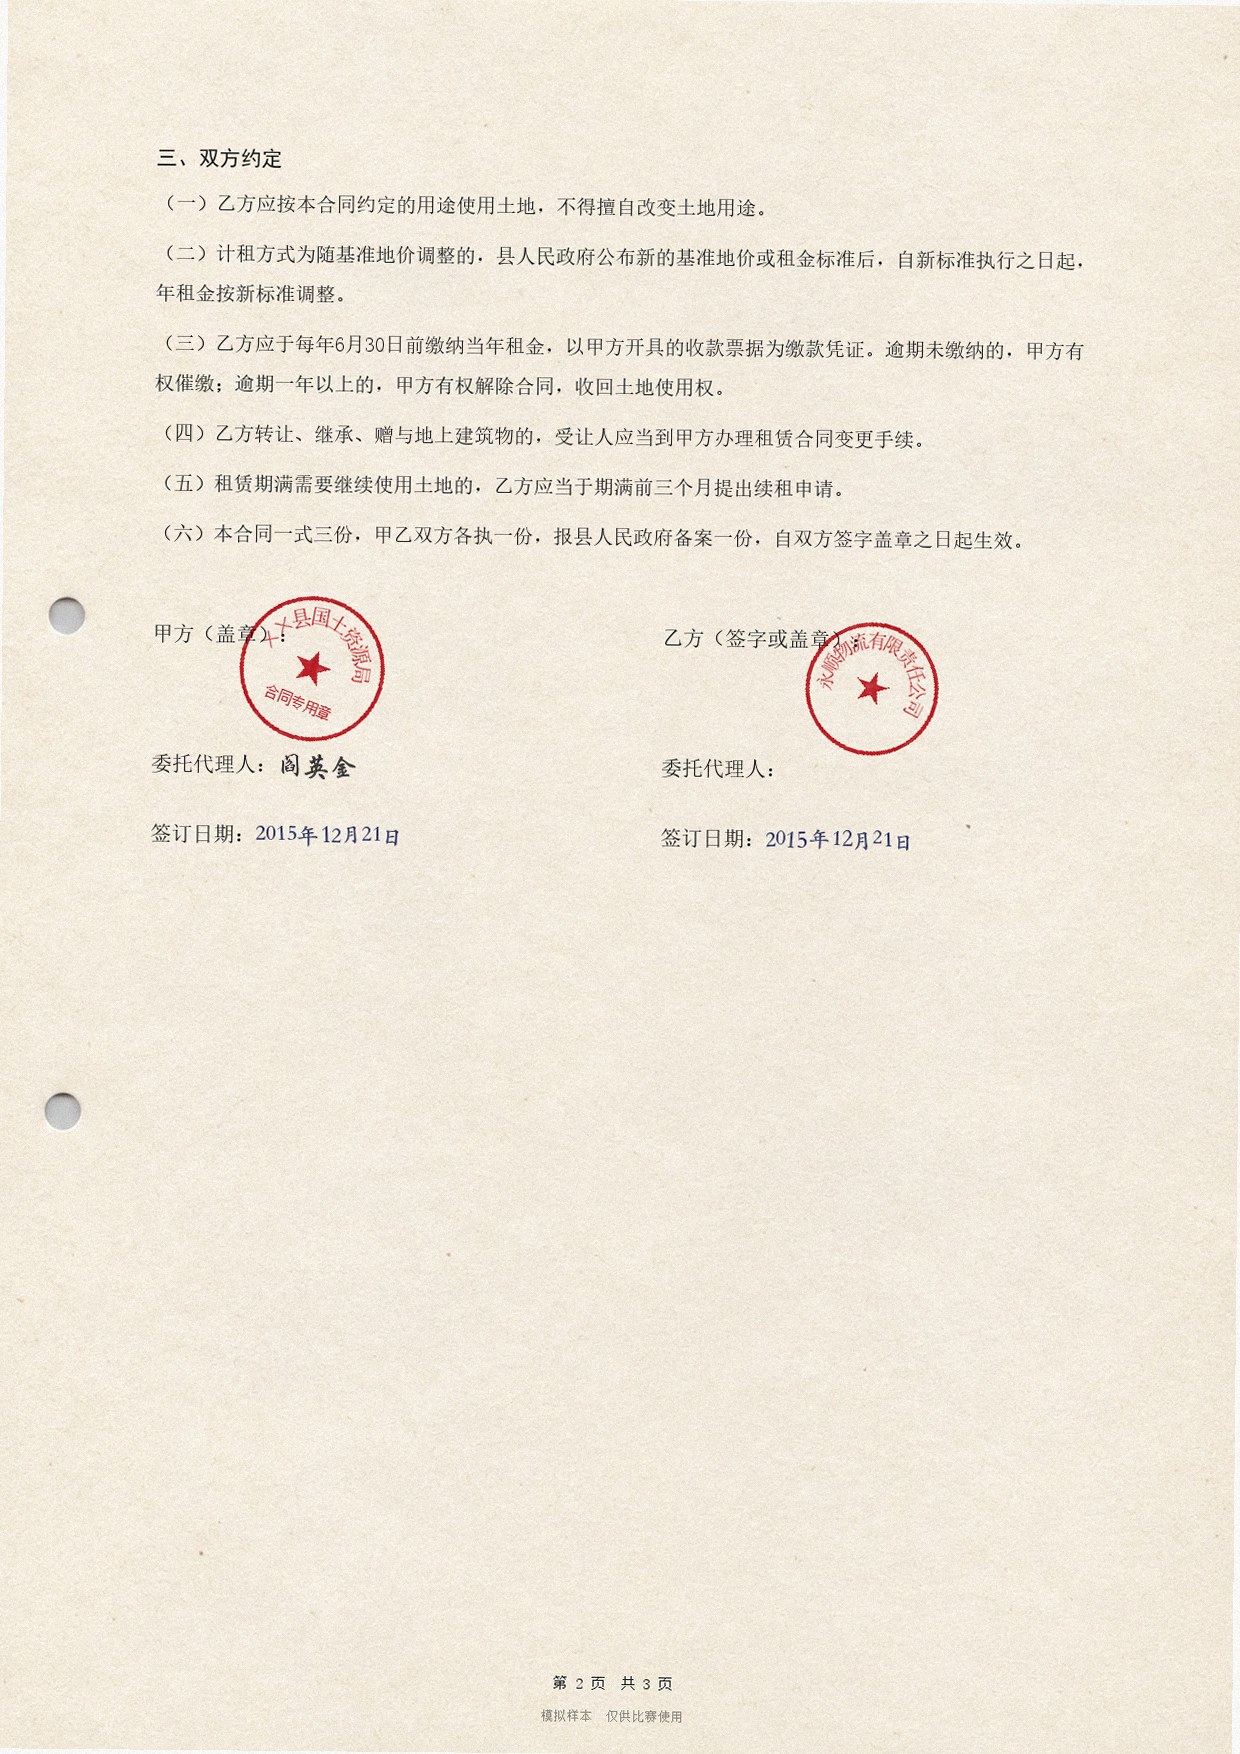 三、双方约定
（一）乙方应按本合同约定的用途使用土地，不得擅自改变土地用途。
（二）计租方式为随基准地价调整的，县人民政府公布新的基准地价或租金标准后，自新标准执行之日起，
年租金按新标准调整。
（三）乙方应于每年6月30日前缴纳当年租金，以甲方开具的收款票据为缴款凭证。逾期未缴纳的，甲方有
权催缴；逾期一年以上的，甲方有权解除合同，收回土地使用权。
（四）乙方转让、继承、赠与地上建筑物的，受让人应当到甲方办理租赁合同变更手续。
（五）租赁期满需要继续使用土地的，乙方应当于期满前三个月提出续租申请。
（六）本合同一式三份，甲乙双方各执一份，报县人民政府备案一份，自双方签字盖章之日起生效。
甲方（盖章）：
××县国土资源局
合同专用章
乙方（签字或盖章）：
永顺物流有限责任公司
委托代理人：阎英金
委托代理人：
签订日期：2015年12月21日
签订日期：2015年12月21日
第 2 页 共 3 页
模拟样本 仅供比赛使用